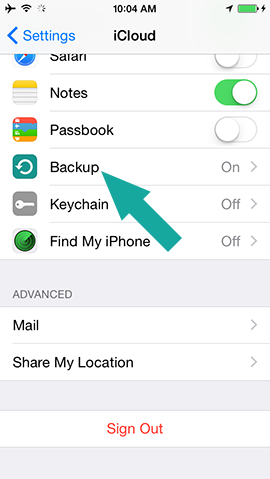 10:04 AM
Settings iCloud
Safari
Notes
Passbook
Backup On
Keychain Off
Find My iPhone Off
ADVANCED
Mail
Share My Location
Sign Out